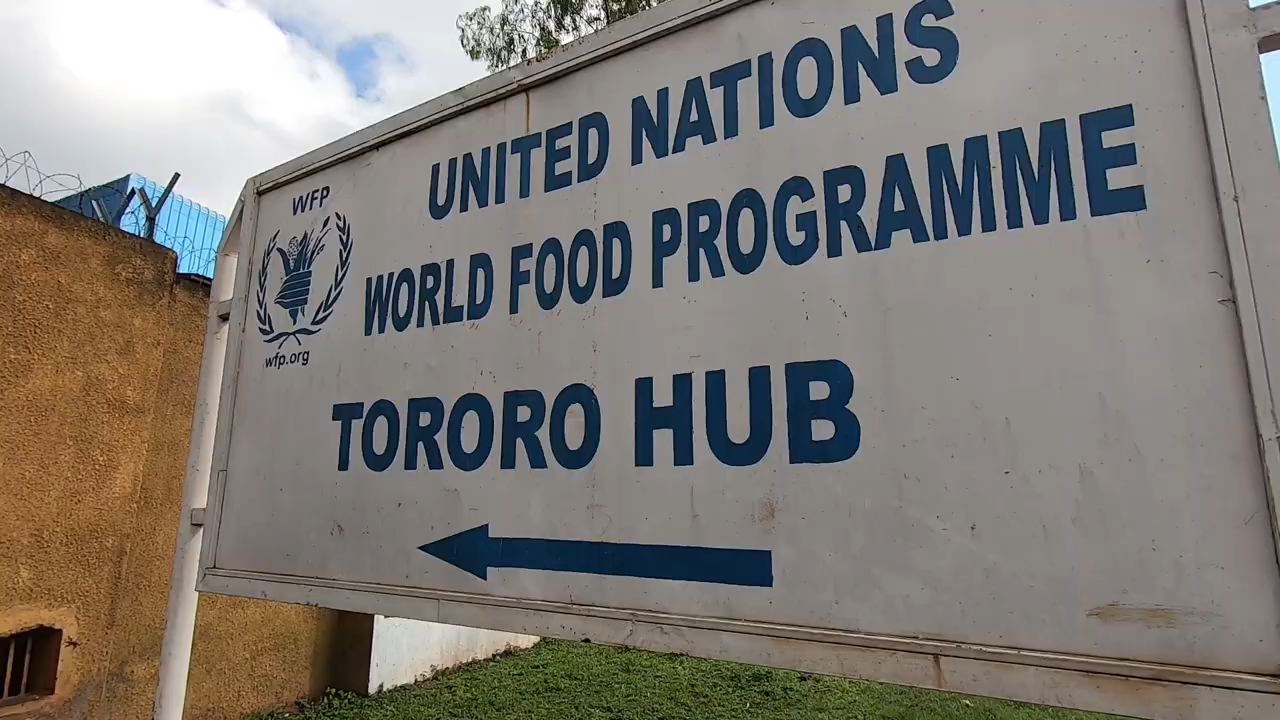 WFP
wfp.org
UNITED NATIONS
WORLD FOOD PROGRAMME
TORORO HUB